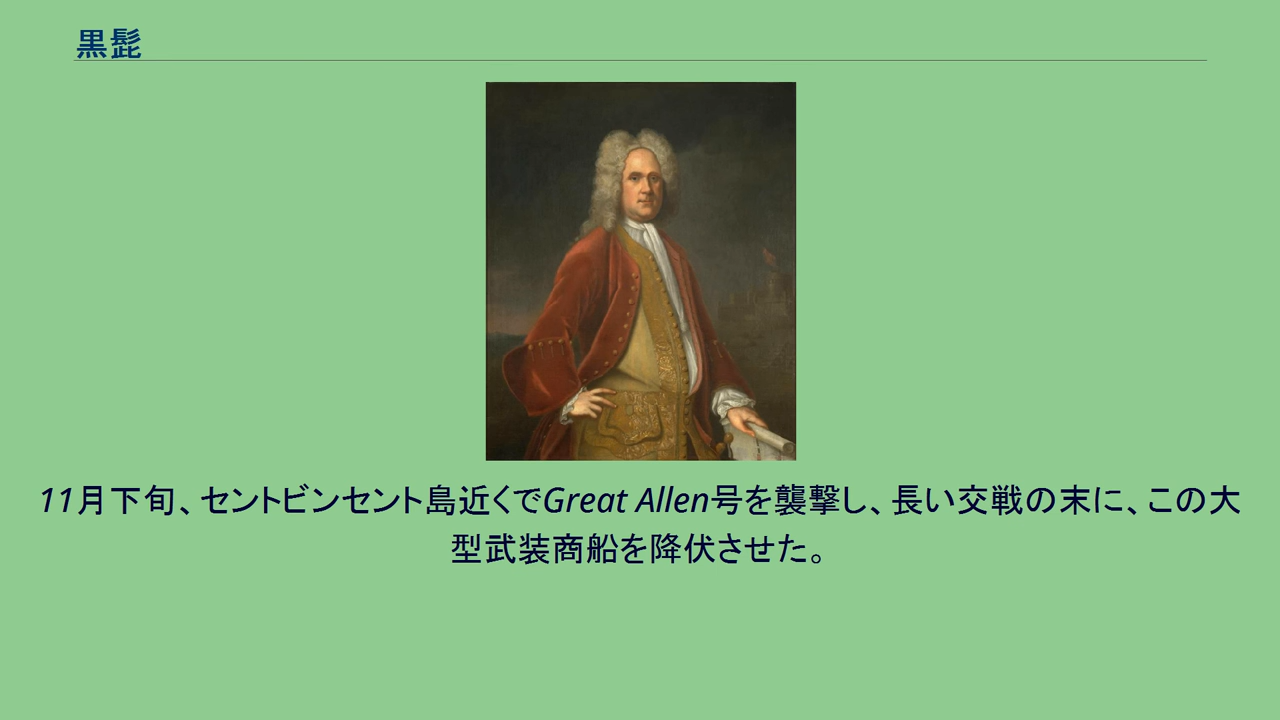 黒髭
11月下旬、セントビンセント島近くでGreat Allen号を襲撃し、長い交戦の末に、この大
型武装商船を降伏させた。